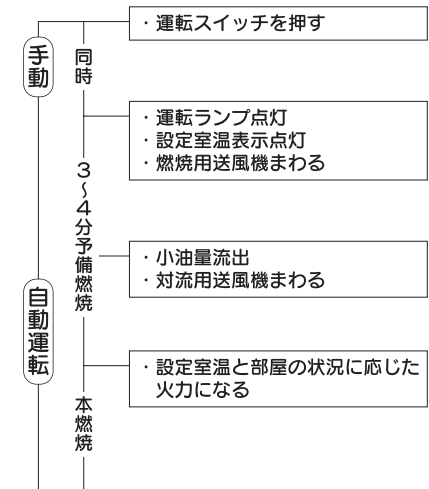 ・運転スイッチを押す
手動
同時
・運転ランプ点灯
・設定室温表示点灯
・燃焼用送風機まわる
3～4分予備燃焼
・小油量流出
・対流用送風機まわる
自動運転
・設定室温と部屋の状況に応じた
火力になる
本燃焼